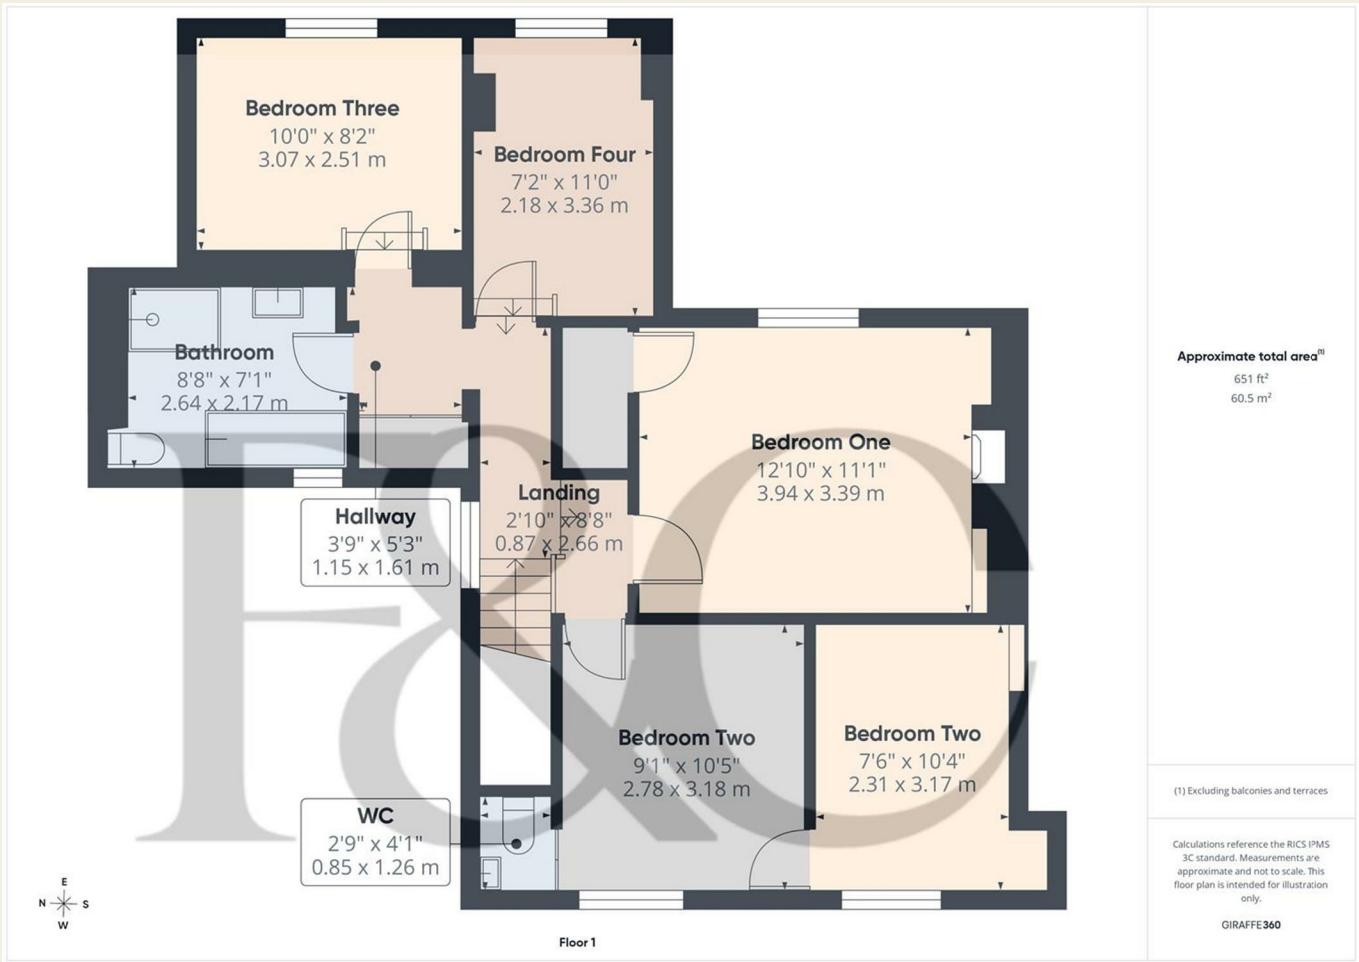 Bedroom Three
10'0" x 8'2"
3.07 x 2.51 m
Bedroom Four
7'2" x 11'0"
2.18 x 3.36 m
Bathroom
8'8" x 7'1"
2.64 x 2.17 m
Bedroom One
12'10" x 11'1"
3.94 x 3.39 m
Landing
2'10" x 8'8"
0.87 x 2.66 m
Hallway
3'9" x 5'3"
1.15 x 1.61 m
Bedroom Two
9'1" x 10'5"
2.78 x 3.18 m
Bedroom Two
7'6" x 10'4"
2.31 x 3.17 m
WC
2'9" x 4'1"
0.85 x 1.26 m
F&C
E
N S
W
Floor 1
Approximate total area(1)
651 ft²
60.5 m²
(1) Excluding balconies and terraces
Calculations reference the RICS IPMS
3C standard. Measurements are
approximate and not to scale. This
floor plan is intended for illustration
only.
GIRAFFE360